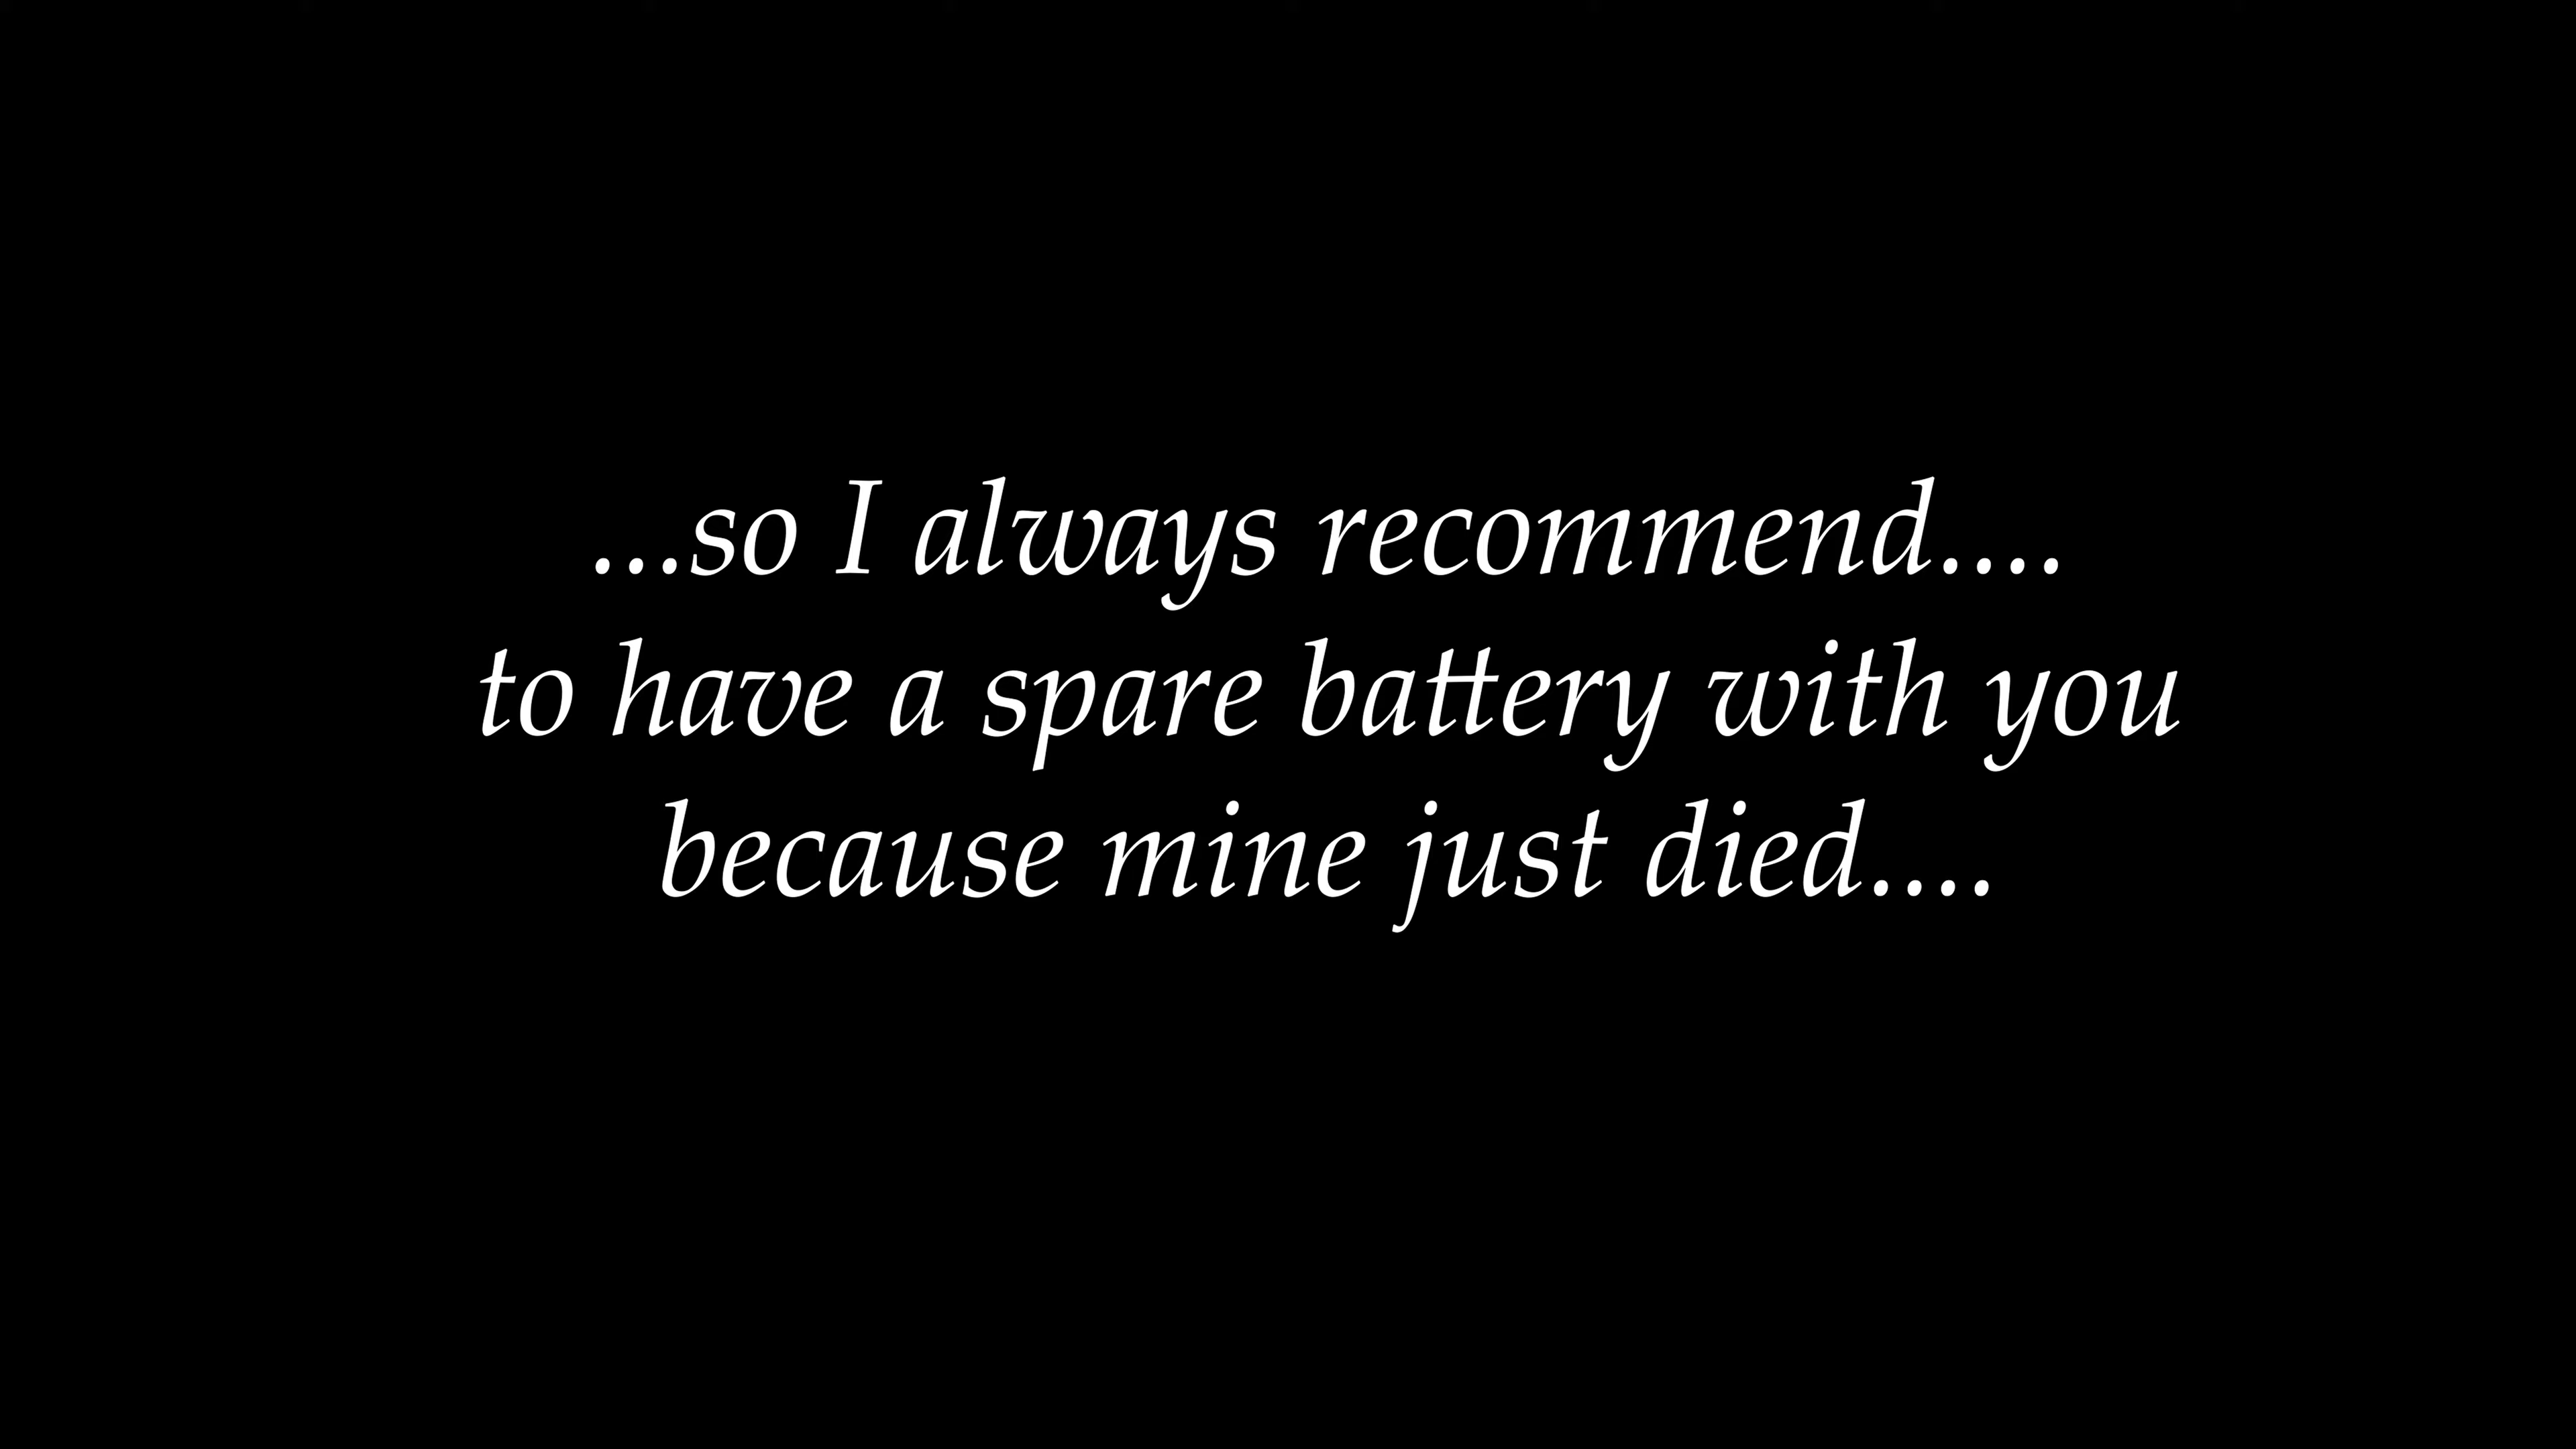 ...so I always recommend....
to have a spare battery with you
because mine just died....